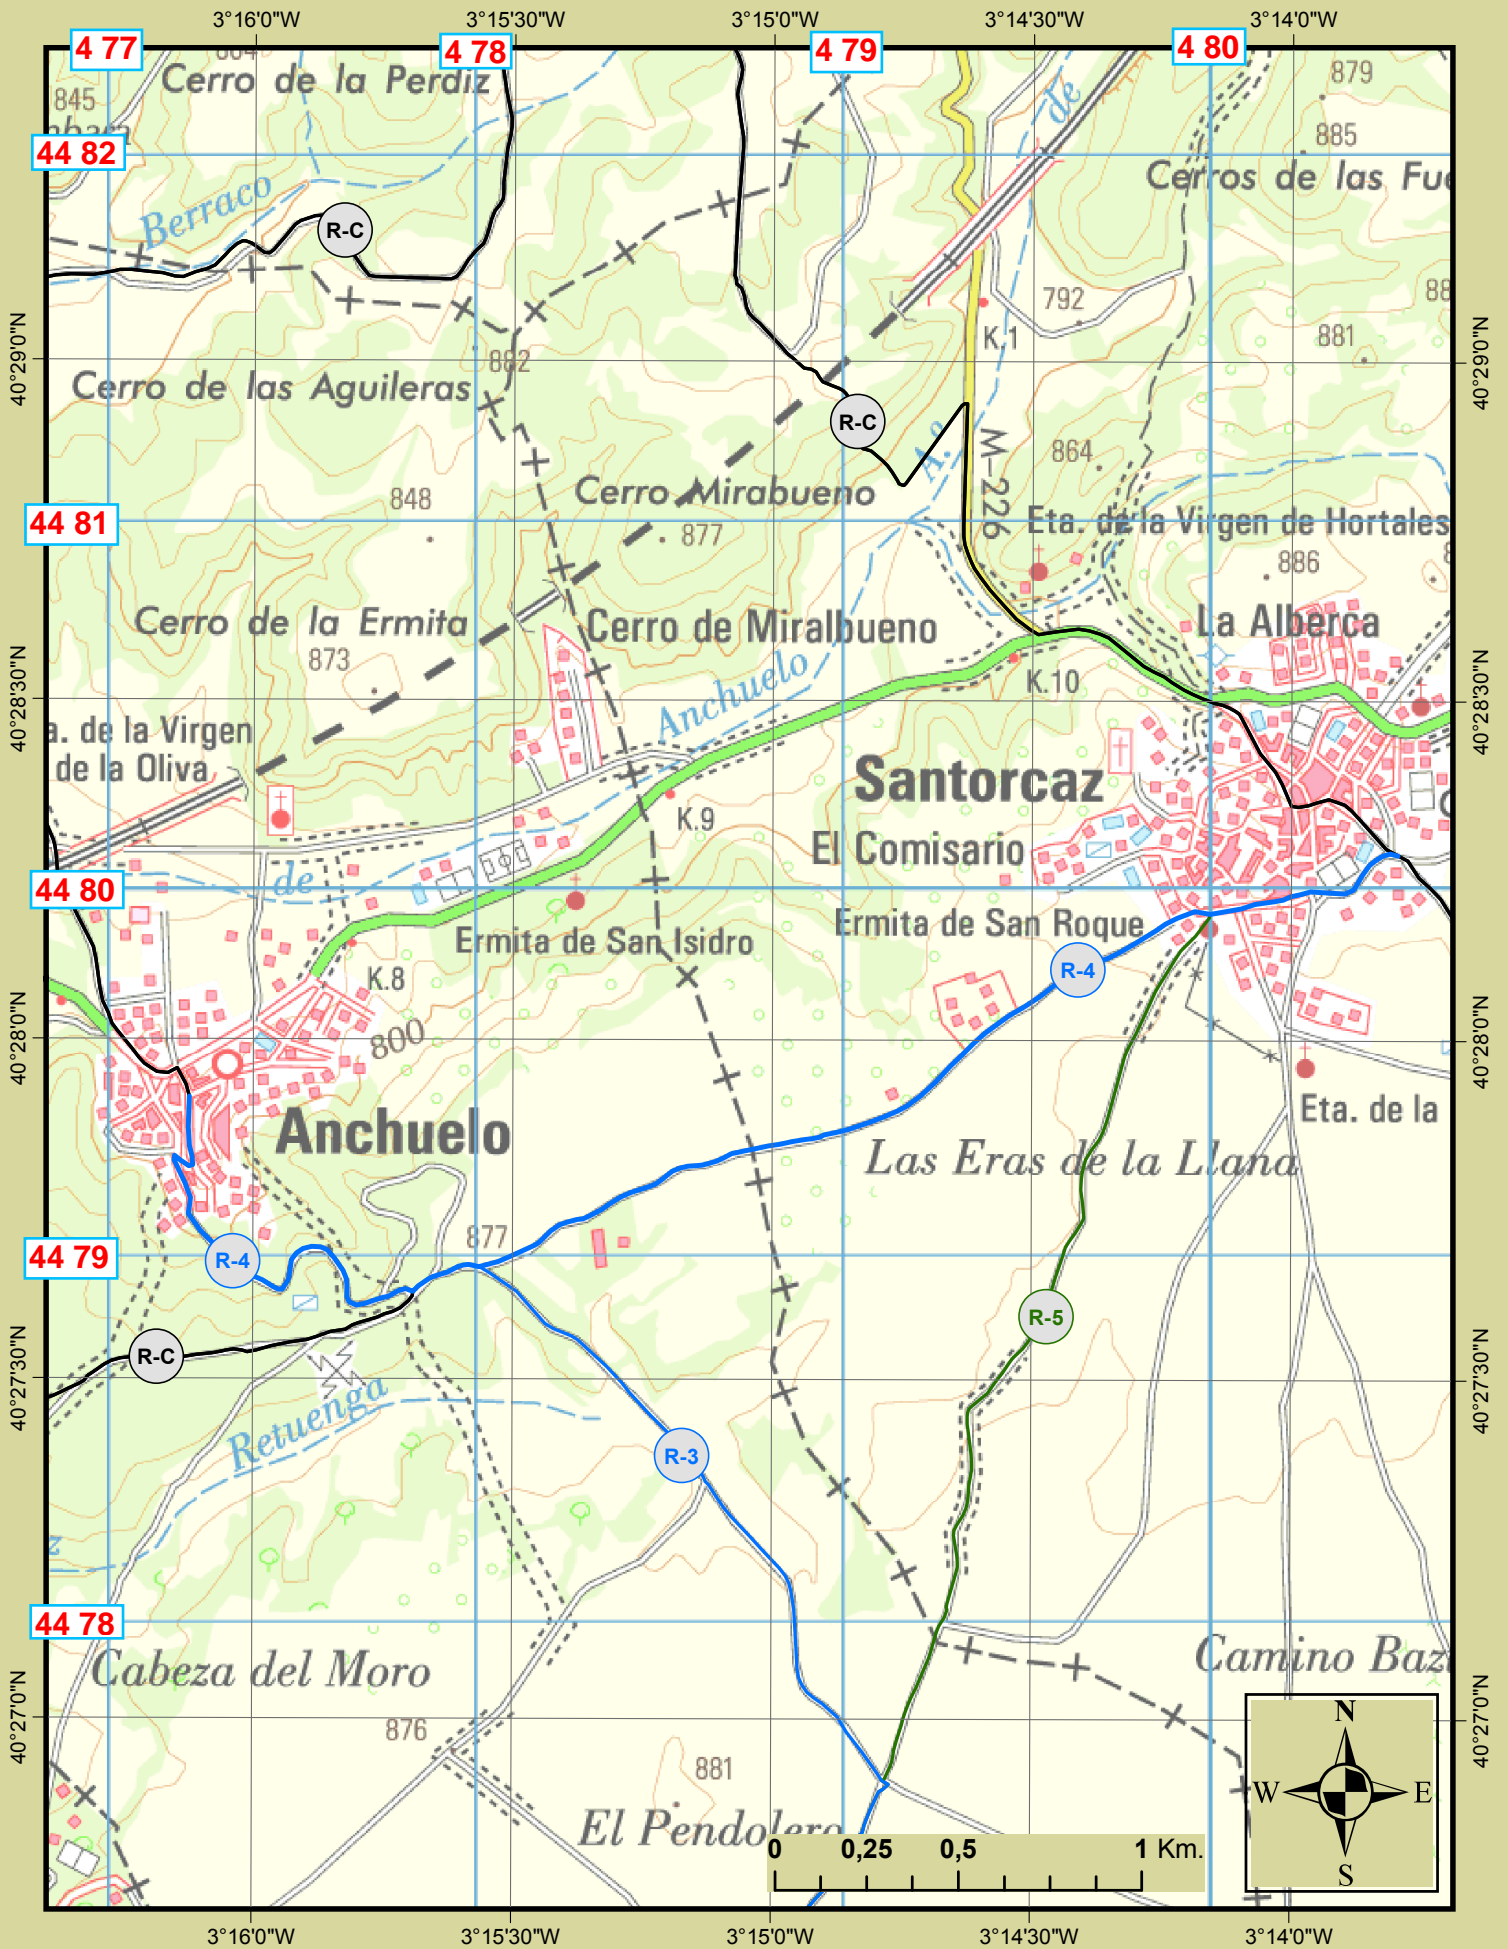 3°16'0"W
3°15'30"W
3°15'0"W
3°14'30"W
3°14'0"W
4 77
4 78
4 79
4 80
Cerro de la Perdiz
845
879
885
de
44 82
Cerros de las Fue
Berraco
R-C
792
K.1
881
882
40°29'0"N
40°29'0"N
Cerro de las Aguileras
R-C
A.º
M-226
864
848
Cerro Mirabueno
877
44 81
Eta. de la Virgen de Hortales
886
Cerro de la Ermita
Cerro de Miralbueno
La Alberca
873
Anchuelo
K.10
40°28'30"N
40°28'30"N
a. de la Virgen
de la Oliva
Santorcaz
K.9
El Comisario
44 80
de
Ermita de San Roque
Ermita de San Isidro
R-4
K.8
800
40°28'0"N
40°28'0"N
Anchuelo
Eta. de la
Las Eras de la Llana
877
44 79
R-4
R-5
R-C
40°27'30"N
40°27'30"N
Retuenga
R-3
z
44 78
Cabeza del Moro
Camino Baz
876
40°27'0"N
40°27'0"N
881
El Pendolero
N
W
E
S
0
0,25
0,5
1 Km.
3°16'0"W
3°15'30"W
3°15'0"W
3°14'30"W
3°14'0"W